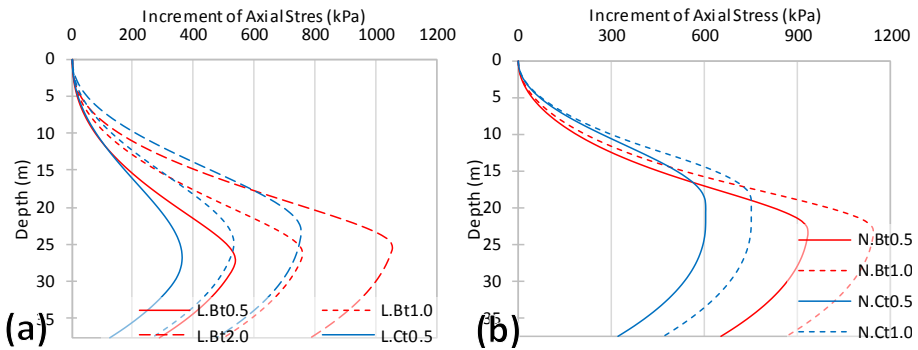 Increment of Axial Stres (kPa)
0 200 400 600 800 1000 1200
0
5
10
15
20
25
30
35
Depth (m)
L.Bt0.5
L.Bt1.0
L.Bt2.0
L.Ct0.5
(a)
Increment of Axial Stress (kPa)
0 300 600 900 1200
0
5
10
15
20
25
30
35
Depth (m)
N.Bt0.5
N.Bt1.0
N.Ct0.5
N.Ct1.0
(b)